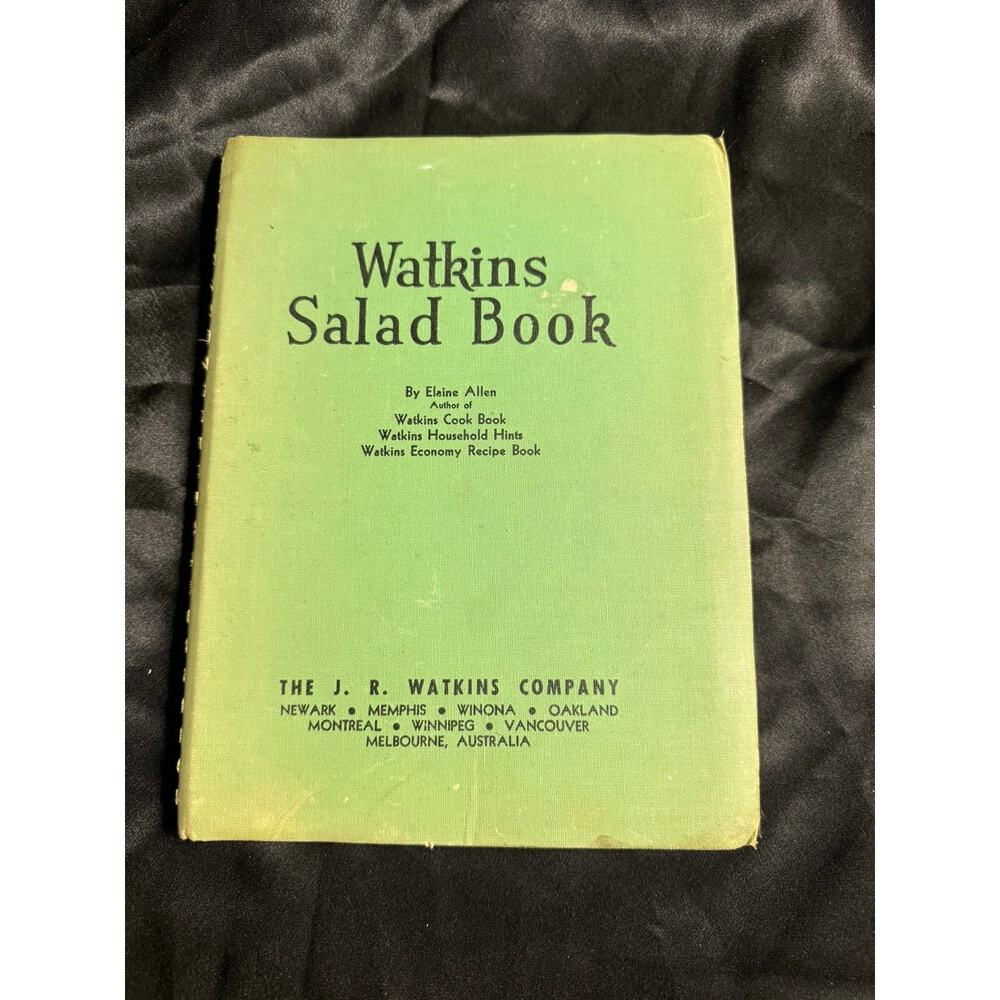 Watkins
Salad Book
By Elaine Allen
Author of
Watkins Cook Book
Watkins Household Hints
Watkins Economy Recipe Book
THE J. R. WATKINS COMPANY
NEWARK • MEMPHIS • WINONA • OAKLAND
MONTREAL • WINNIPEG • VANCOUVER
MELBOURNE, AUSTRALIA